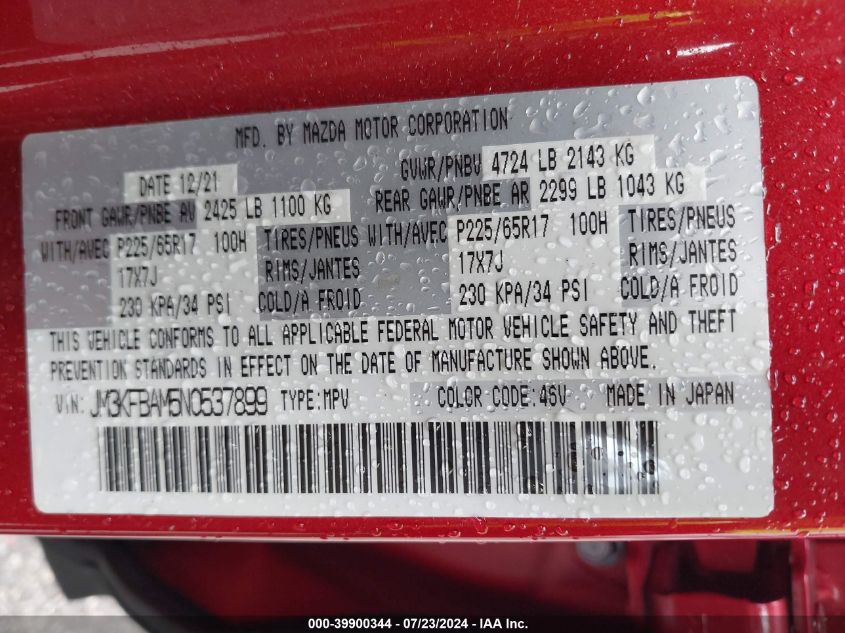 MFD. BY MAZDA MOTOR CORPORATION
DATE 12/21 GVWR/PNBV 4724 LB 2143 KG
FRONT GAWR/PNBE AV 2425 LB 1100 KG REAR GAWR/PNBE AR 2299 LB 1043 KG
WITH/AVEC P225/65R17 100H TIRES/PNEUS WITH/AVEC P225/65R17 100H TIRES/PNEUS
17X7J RIMS/JANTES 17X7J RIMS/JANTES
230 KPA/34 PSI COLD/A FROID 230 KPA/34 PSI COLD/A FROID
THIS VEHICLE CONFORMS TO ALL APPLICABLE FEDERAL MOTOR VEHICLE SAFETY AND THEFT
PREVENTION STANDARDS IN EFFECT ON THE DATE OF MANUFACTURE SHOWN ABOVE.
VIN: JM3KFBAM5N0537899 TYPE:MPV COLOR CODE:46V MADE IN JAPAN
000-39900344 - 07/23/2024 - IAA Inc.